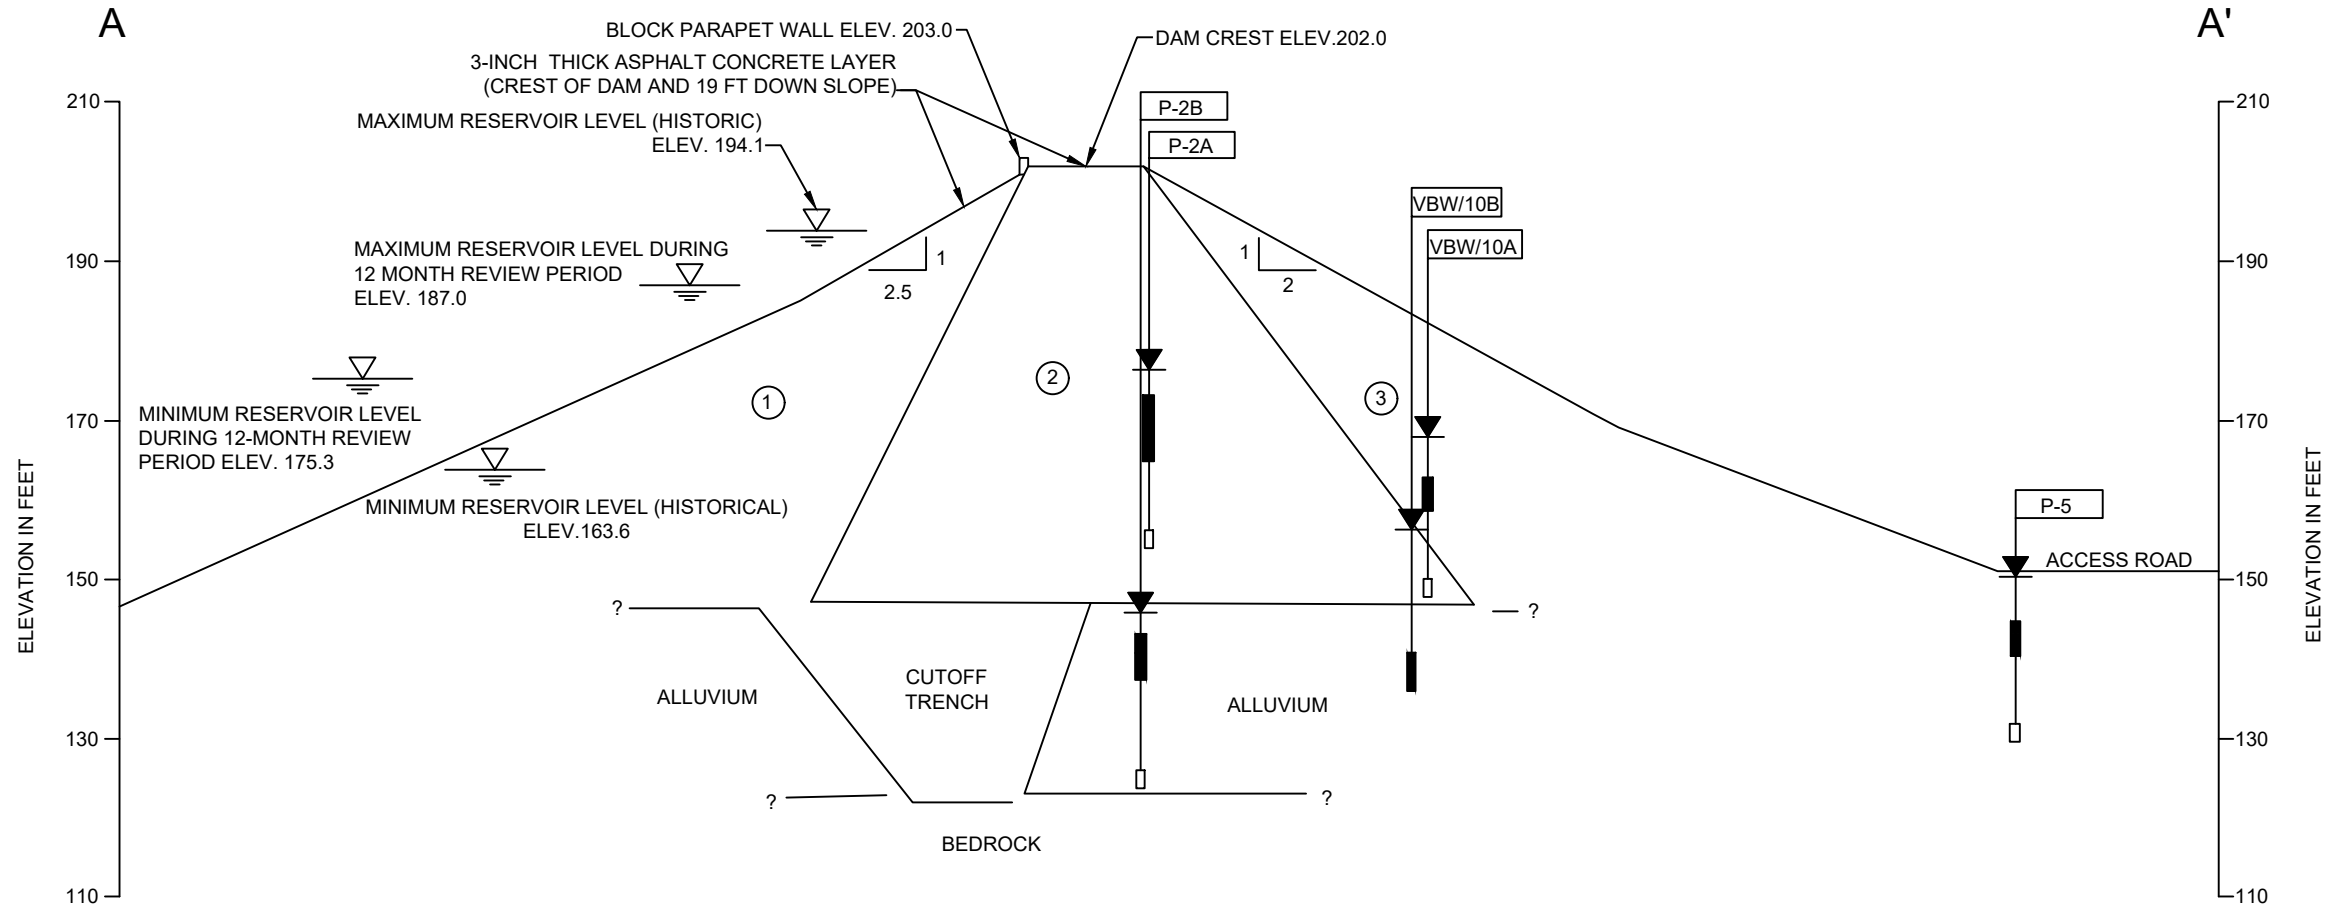 A
A'
BLOCK PARAPET WALL ELEV. 203.0
DAM CREST ELEV.202.0
3-INCH THICK ASPHALT CONCRETE LAYER
(CREST OF DAM AND 19 FT DOWN SLOPE)
MAXIMUM RESERVOIR LEVEL (HISTORIC)
ELEV. 194.1
P-2B
P-2A
VBW/10B
VBW/10A
MAXIMUM RESERVOIR LEVEL DURING
12 MONTH REVIEW PERIOD
ELEV. 187.0
1
2.5
1
2
MINIMUM RESERVOIR LEVEL
DURING 12-MONTH REVIEW
PERIOD ELEV. 175.3
1
2
3
MINIMUM RESERVOIR LEVEL (HISTORICAL)
ELEV.163.6
P-5
ACCESS ROAD
?
?
CUTOFF
TRENCH
ALLUVIUM
ALLUVIUM
?
?
BEDROCK
210
190
170
150
130
110
ELEVATION IN FEET
210
190
170
150
130
110
ELEVATION IN FEET